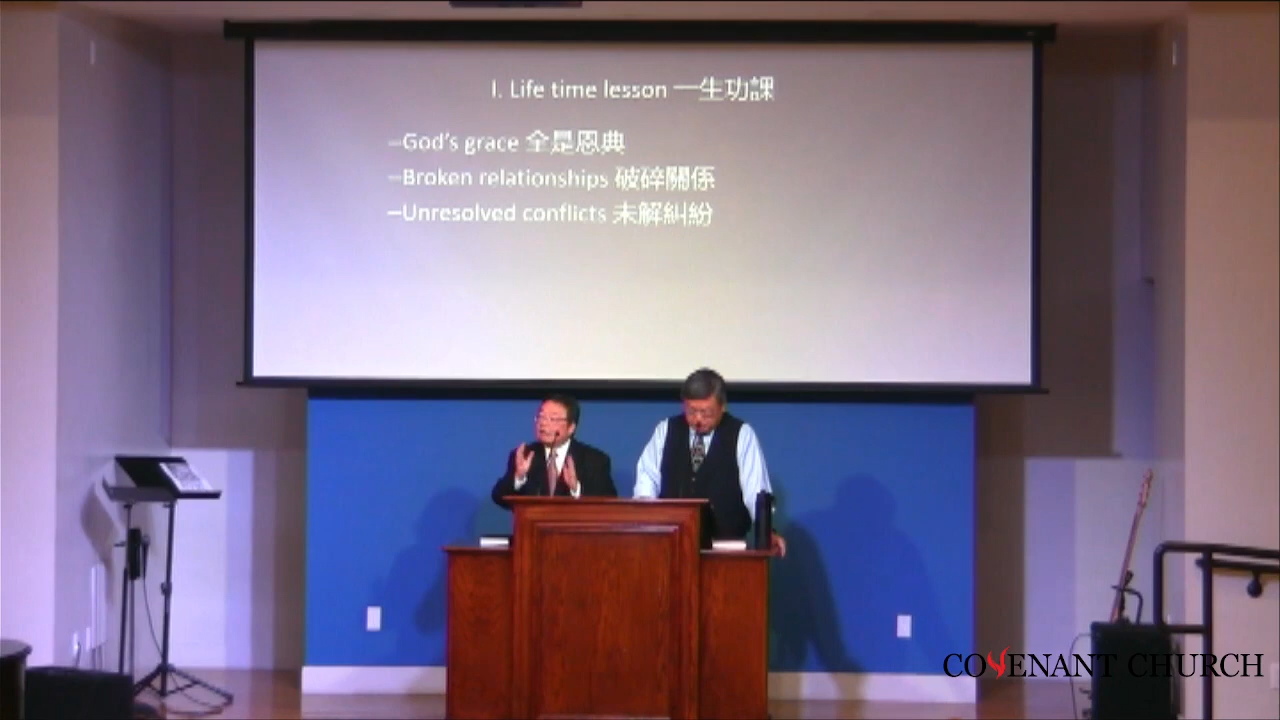 I. Life time lesson 一生功課
–God's grace 全是恩典
–Broken relationships 破碎關係
–Unresolved conflicts 未解糾紛
COVENANT CHURCH